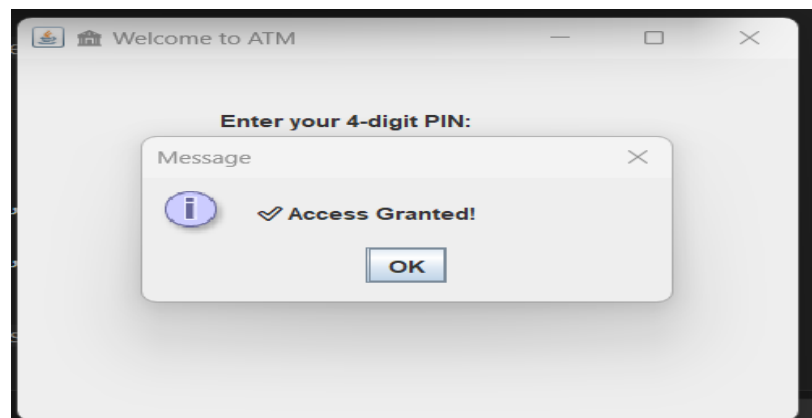 Welcome to ATM
Enter your 4-digit PIN:
Message
✓ Access Granted!
OK